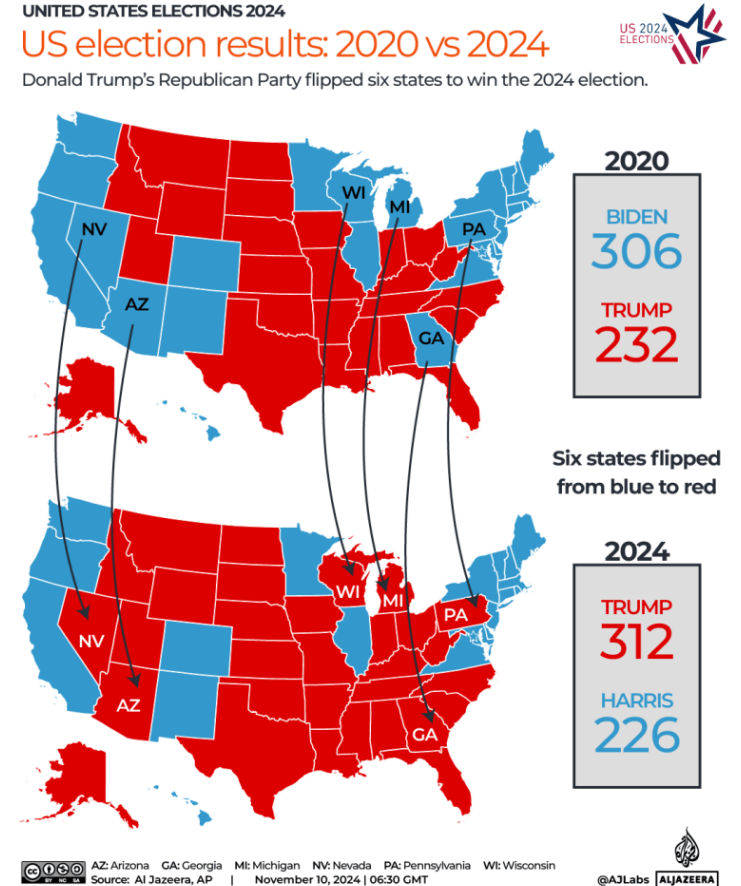 UNITED STATES ELECTIONS 2024
US election results: 2020 vs 2024
US 2024
ELECTIONS
Donald Trump's Republican Party flipped six states to win the 2024 election.
2020
BIDEN
306
TRUMP
232
WI
MI
NV
PA
AZ
GA
Six states flipped
from blue to red
2024
TRUMP
312
HARRIS
226
WI
MI
PA
NV
AZ
GA
cc BY NC SA
AZ: Arizona GA: Georgia MI: Michigan NV: Nevada PA: Pennsylvania WI: Wisconsin
Source: Al Jazeera, AP | November 10, 2024 | 06:30 GMT
@AJLabs ALJAZEERA